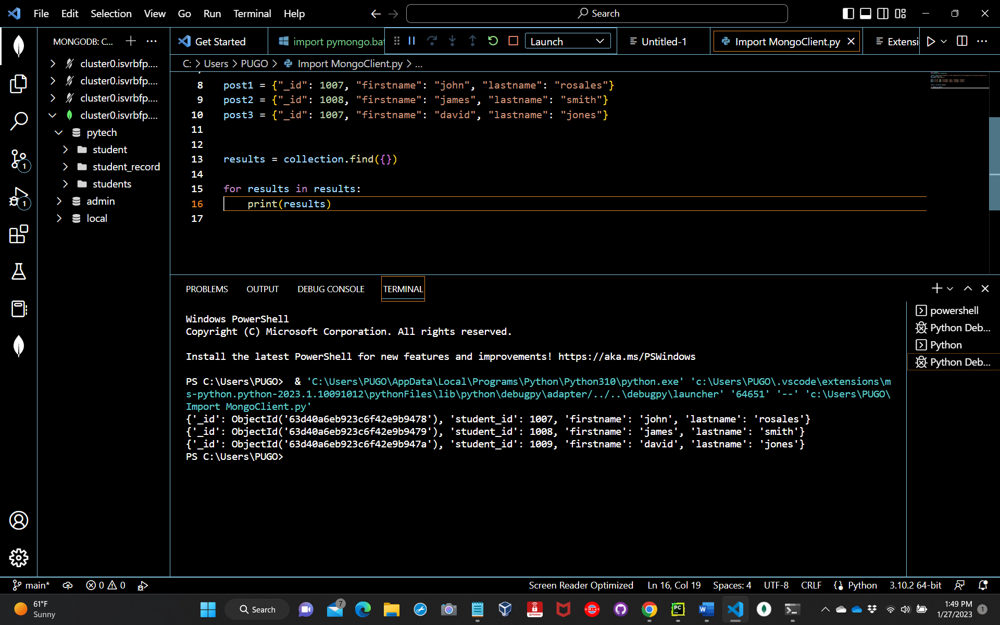 File Edit Selection View Go Run Terminal Help
Search
MONGODB: C...
Get Started
import pymongo.bat
Launch
Untitled-1
Import MongoClient.py
Extensi
C: > Users > PUGO > Import MongoClient.py > ...
cluster0.isvrbfp....
cluster0.isvrbfp....
cluster0.isvrbfp....
cluster0.isvrbfp....
pytech
student
student_record
students
admin
local
1
1
8 post1 = {"_id": 1007, "firstname": "john", "lastname": "rosales"}
9 post2 = {"_id": 1008, "firstname": "james", "lastname": "smith"}
10 post3 = {"_id": 1007, "firstname": "david", "lastname": "jones"}
11
12
13 results = collection.find({})
14
15 for results in results:
16     print(results)
17
PROBLEMS OUTPUT DEBUG CONSOLE TERMINAL
Windows PowerShell
Copyright (C) Microsoft Corporation. All rights reserved.
Install the latest PowerShell for new features and improvements! https://aka.ms/PSWindows
PS C:\Users\PUGO>  & 'C:\Users\PUGO\AppData\Local\Programs\Python\Python310\python.exe' 'c:\Users\PUGO\.vscode\extensions\m
s-python.python-2023.1.10091012\pythonFiles\lib\python\debugpy\adapter/../..\debugpy\launcher' '64651' '--' 'c:\Users\PUGO\
Import MongoClient.py'
{'_id': ObjectId('63d40a6eb923c6f42e9b9478'), 'student_id': 1007, 'firstname': 'john', 'lastname': 'rosales'}
{'_id': ObjectId('63d40a6eb923c6f42e9b9479'), 'student_id': 1008, 'firstname': 'james', 'lastname': 'smith'}
{'_id': ObjectId('63d40a6eb923c6f42e9b947a'), 'student_id': 1009, 'firstname': 'david', 'lastname': 'jones'}
PS C:\Users\PUGO>
powershell
Python Deb...
Python
Python Deb...
main* 0 0
Screen Reader Optimized Ln 16, Col 19 Spaces: 4 UTF-8 CRLF Python 3.10.2 64-bit
61°F
Sunny
Search
7
PC
1:49 PM
1/27/2023
1